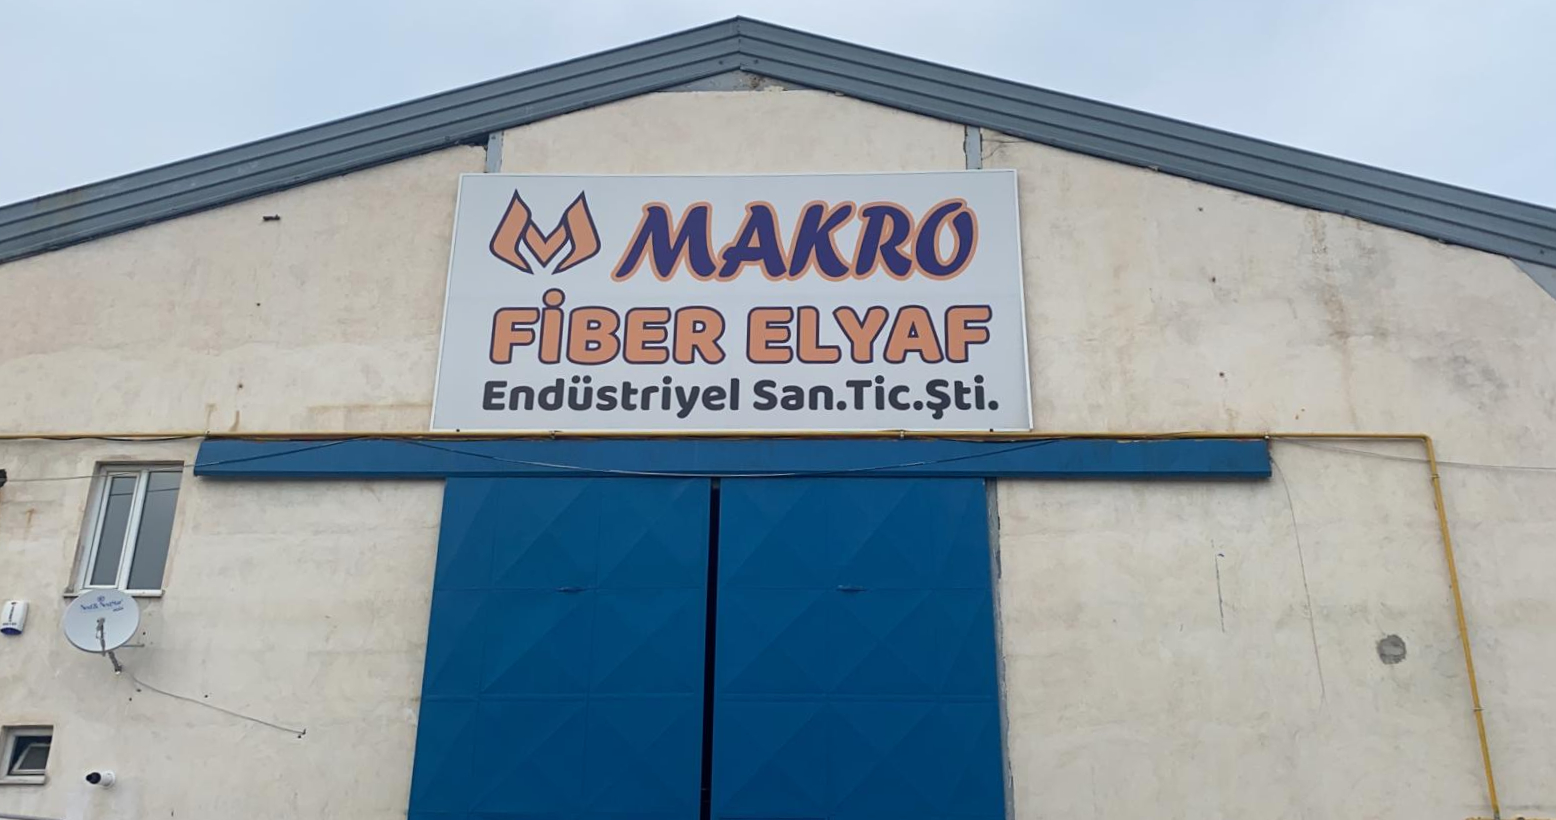 MAKRO
FİBER ELYAF
Endüstriyel San.Tic.Şti.